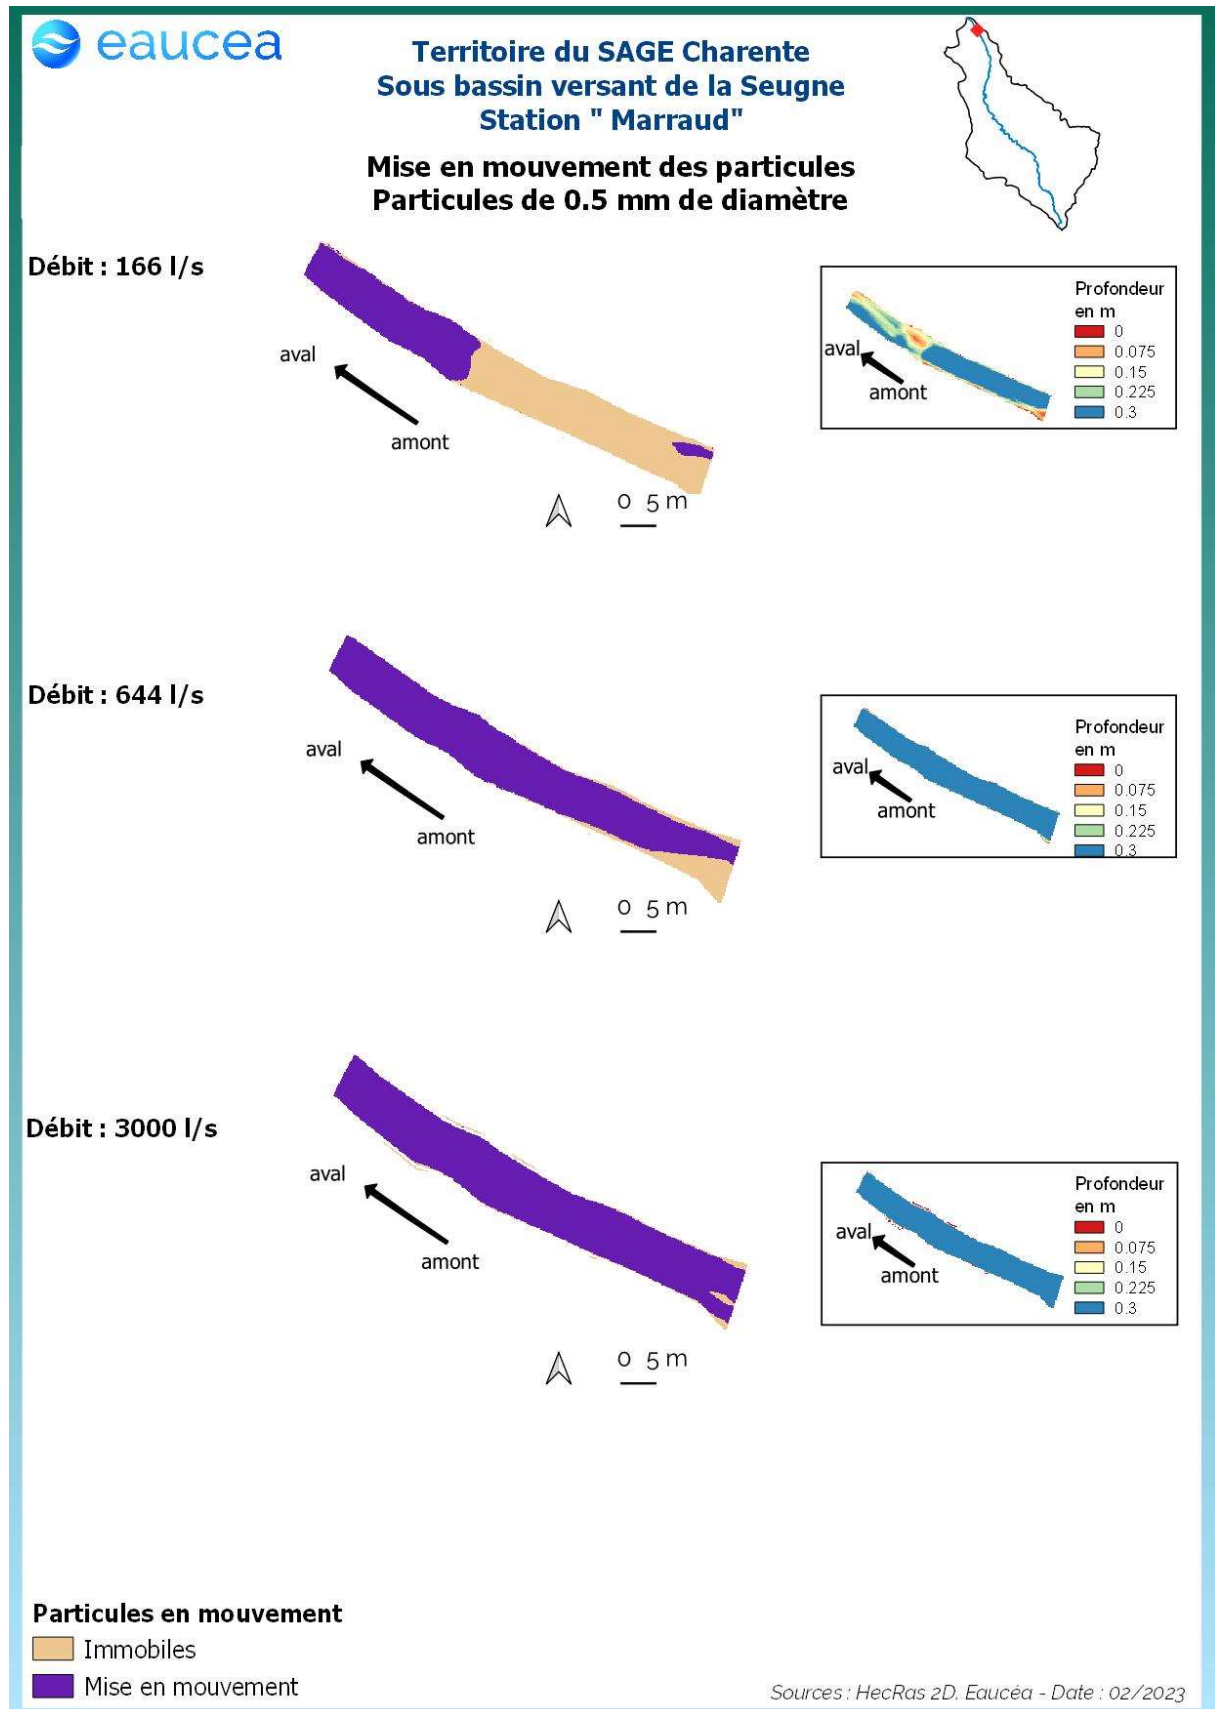 eaucea
Territoire du SAGE Charente
Sous bassin versant de la Seugne
Station " Marraud"
Mise en mouvement des particules
Particules de 0.5 mm de diamètre
Débit : 166 l/s
aval
amont
0 5 m
Profondeur
en m
0
0.075
0.15
0.225
0.3
aval
amont
Débit : 644 l/s
aval
amont
0 5 m
Profondeur
en m
0
0.075
0.15
0.225
0.3
aval
amont
Débit : 3000 l/s
aval
amont
0 5 m
Profondeur
en m
0
0.075
0.15
0.225
0.3
aval
amont
Particules en mouvement
Immobiles
Mise en mouvement
Sources : HecRas 2D. Eaucéa - Date : 02/2023